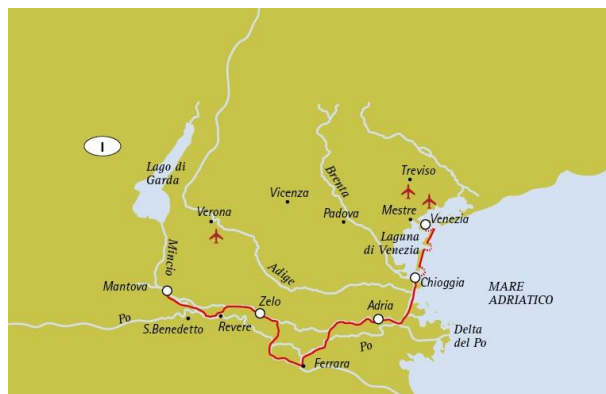 I
Lago di
Garda
Verona
Vicenza
Brenta
Padova
Treviso
Mestre
Venezia
Laguna
di Venezia
Mincio
Adige
Mantova
Chioggia
MARE
ADRIATICO
Zelo
Adria
Po
S.Benedetto
Revere
Po
Delta
del Po
Ferrara